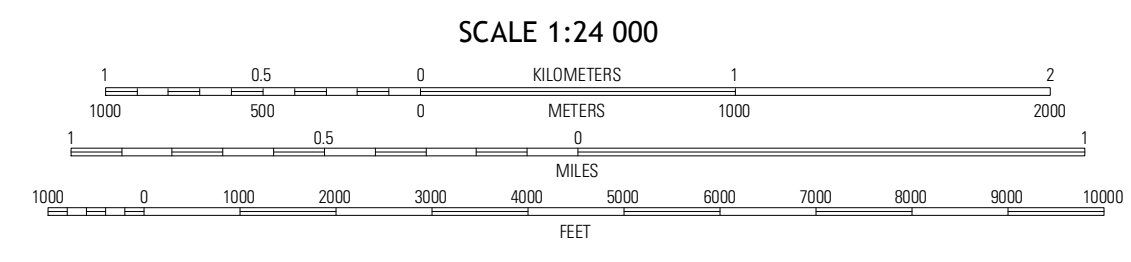 SCALE 1:24 000
1 0.5 0 KILOMETERS 1 2
1000 500 0 METERS 1000 2000
1 0.5 0 1
MILES
1000 0 1000 2000 3000 4000 5000 6000 7000 8000 9000 10000
FEET